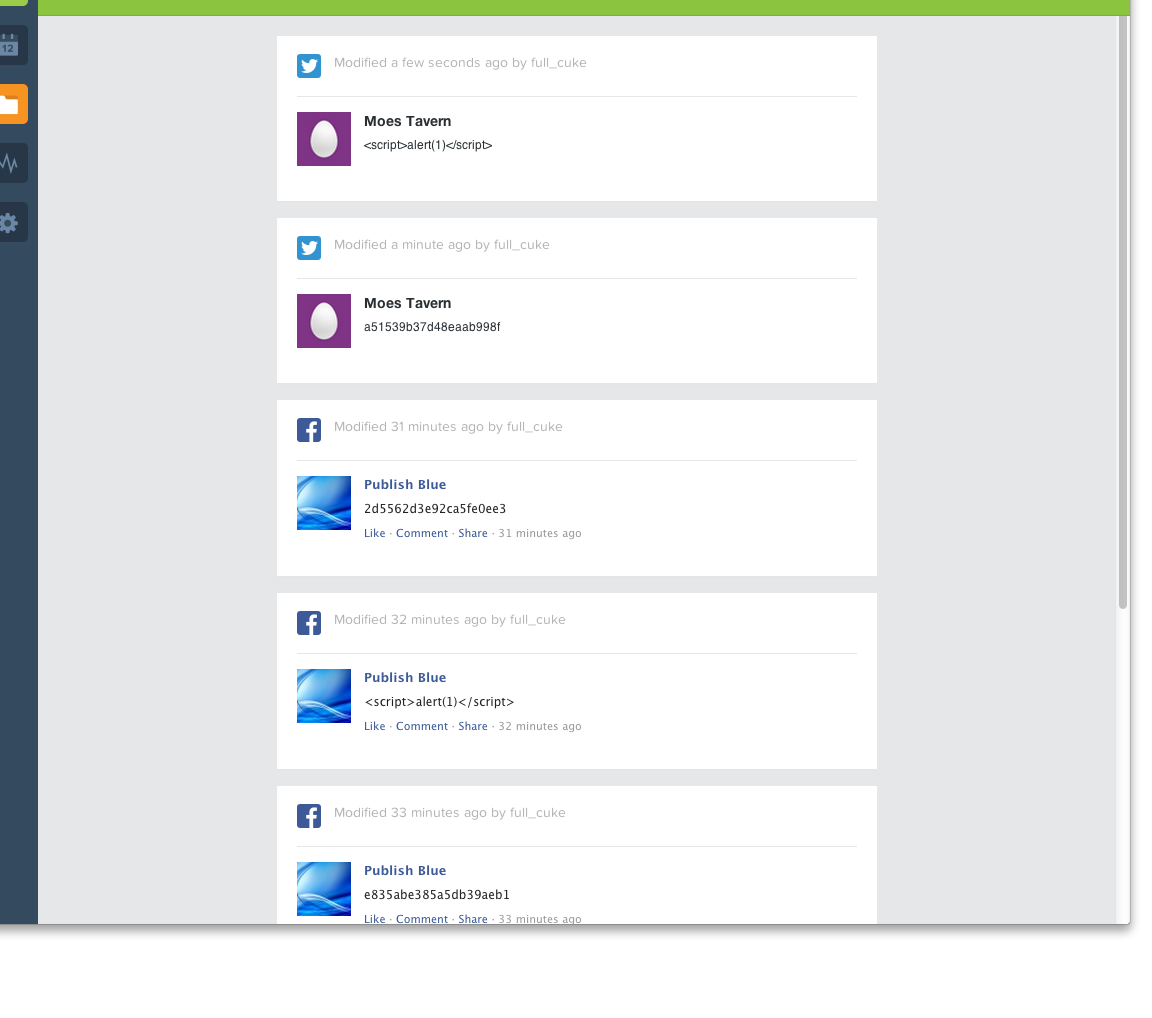 12
Modified a few seconds ago by full_cuke
Moes Tavern
<script>alert(1)</script>
Modified a minute ago by full_cuke
Moes Tavern
a51539b37d48eaab998f
Modified 31 minutes ago by full_cuke
Publish Blue
2d5562d3e92ca5fe0ee3
Like · Comment · Share · 31 minutes ago
Modified 32 minutes ago by full_cuke
Publish Blue
<script>alert(1)</script>
Like · Comment · Share · 32 minutes ago
Modified 33 minutes ago by full_cuke
Publish Blue
e835abe385a5db39aeb1
Like · Comment · Share · 33 minutes ago